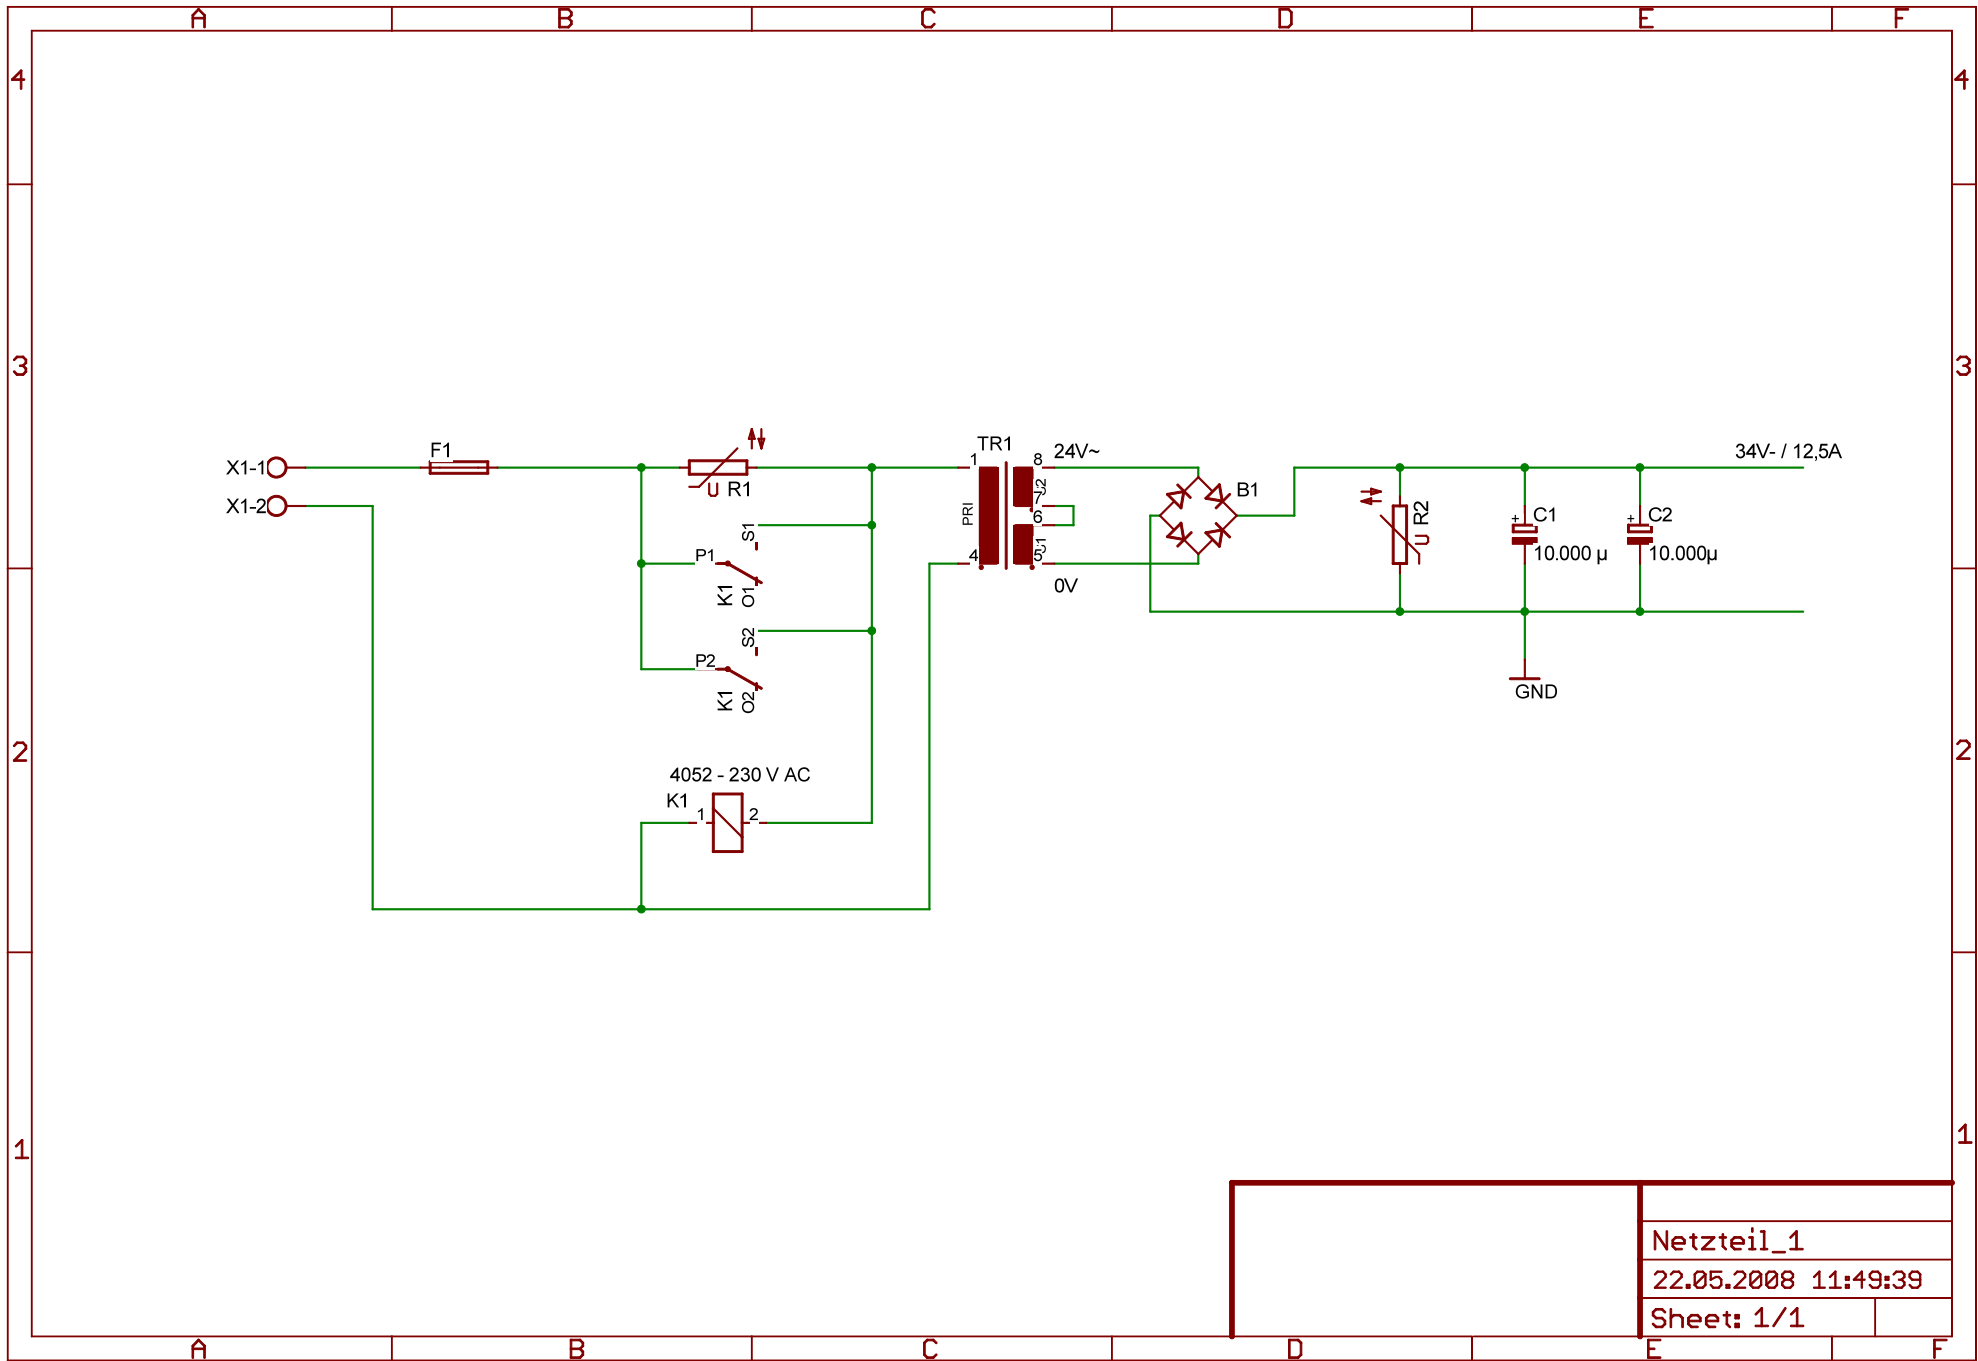 A B C D E F
4 4
3 3
F1
X1-1
X1-2
U R1
TR1
1
4
PRI
8
7
6
5
24V~
0V
B1
R2
U
+ C1
10.000 µ
+ C2
10.000µ
34V- / 12,5A
S1
P1
K1
O1
S2
P2
K1
O2
GND
2 2
4052 - 230 V AC
K1
1 2
1 1
Netzteil_1
22.05.2008 11:49:39
Sheet: 1/1
A B C D E F